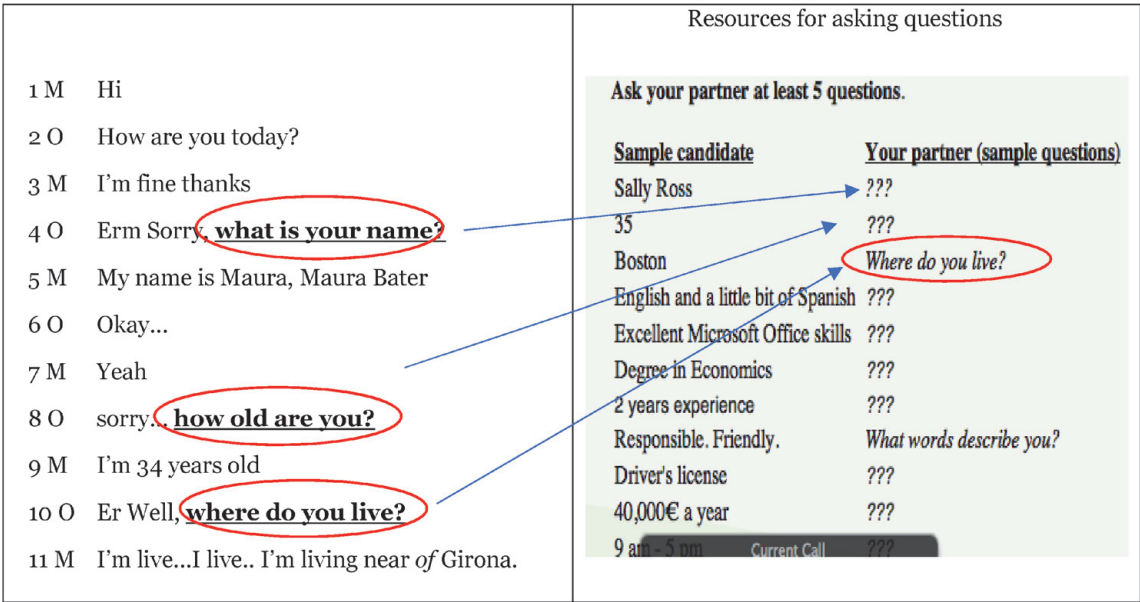 1 M Hi
2 O How are you today?
3 M I'm fine thanks
4 O Erm Sorry, what is your name?
5 M My name is Maura, Maura Bater
6 O Okay...
7 M Yeah
8 O sorry... how old are you?
9 M I'm 34 years old
10 O Er Well, where do you live?
11 M I'm live...I live.. I'm living near of Girona.
Resources for asking questions
Ask your partner at least 5 questions.
Sample candidate Your partner (sample questions)
Sally Ross ???
35 ???
Boston Where do you live?
English and a little bit of Spanish ???
Excellent Microsoft Office skills ???
Degree in Economics ???
2 years experience ???
Responsible. Friendly. What words describe you?
Driver's license ???
40,000€ a year ???
9 am - 5 pm ???
Current Call